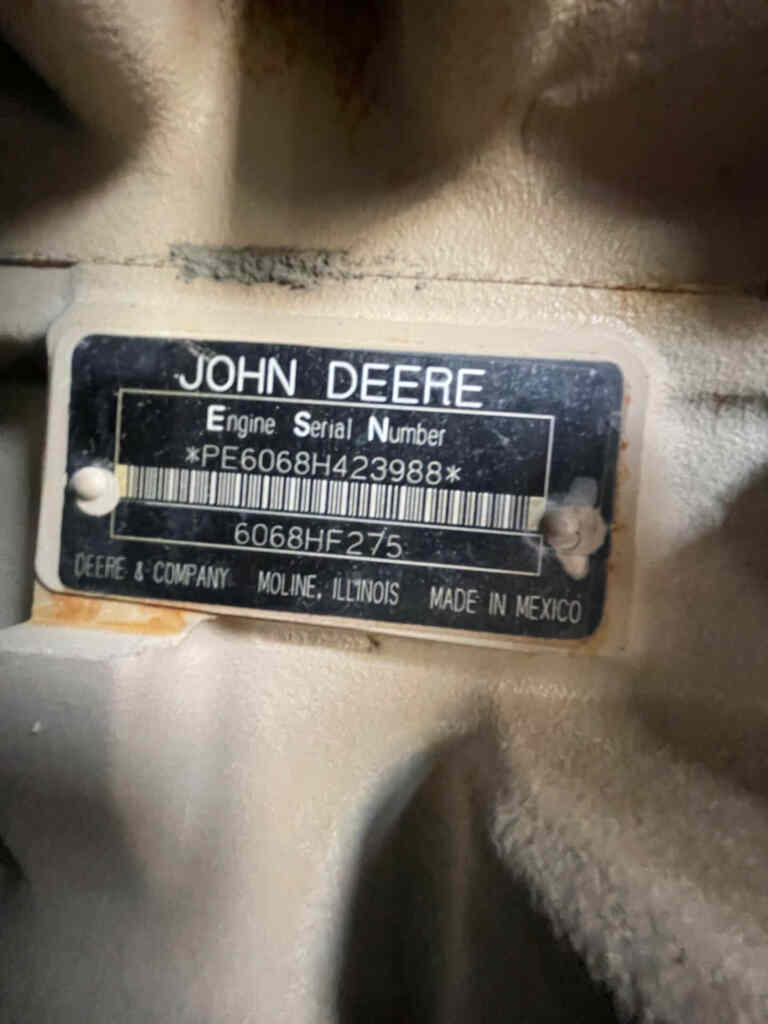 JOHN DEERE
Engine Serial Number
*PE6068H423988*
6068HF275
DEERE & COMPANY MOLINE, ILLINOIS MADE IN MEXICO